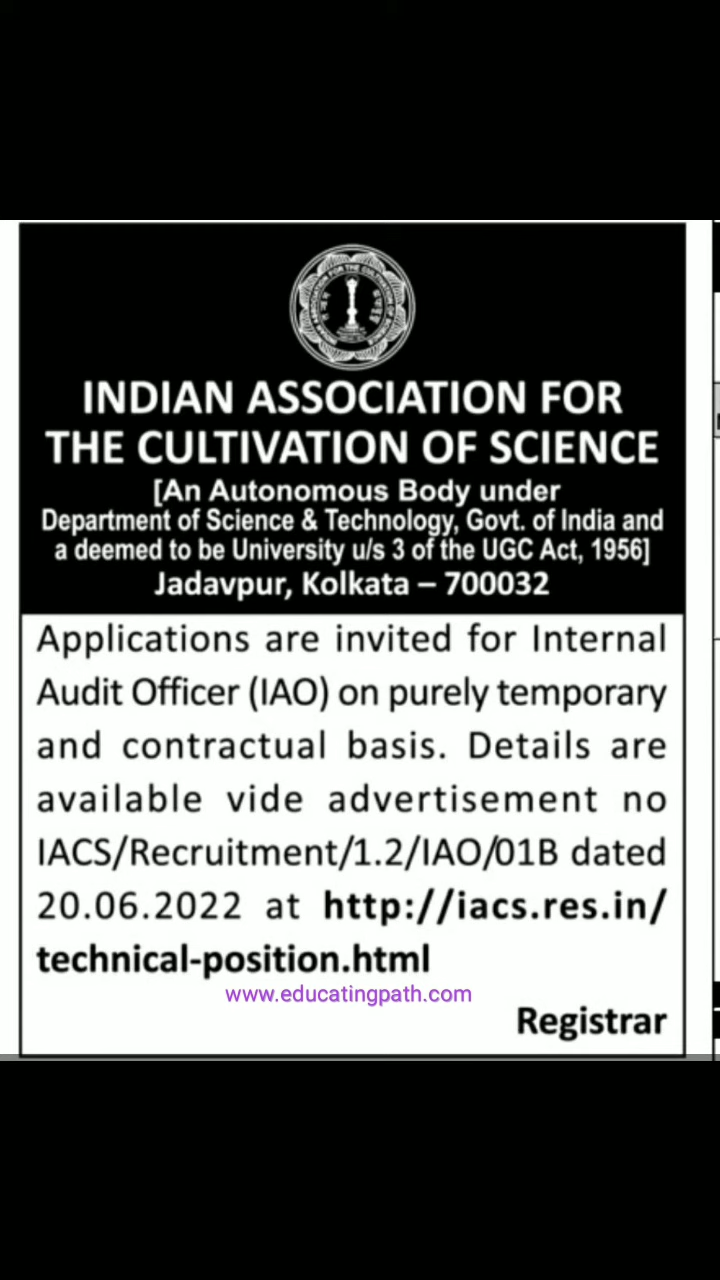 INDIAN ASSOCIATION FOR
THE CULTIVATION OF SCIENCE
[An Autonomous Body under
Department of Science & Technology, Govt. of India and
a deemed to be University u/s 3 of the UGC Act, 1956]
Jadavpur, Kolkata – 700032
Applications are invited for Internal
Audit Officer (IAO) on purely temporary
and contractual basis. Details are
available vide advertisement no
IACS/Recruitment/1.2/IAO/01B dated
20.06.2022 at http://iacs.res.in/
technical-position.html
www.educatingpath.com
Registrar